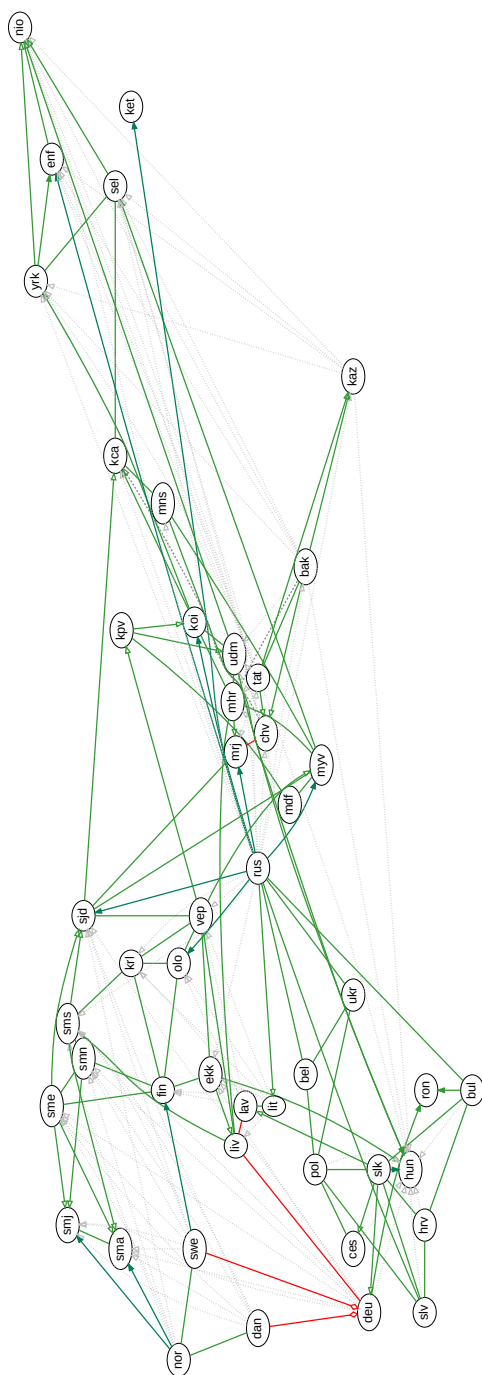 nio
ket
enf
sel
yrk
kaz
kca
mns
bak
kpv
koi
udm
tat
mhr
chv
mrj
myv
mdf
rus
sjd
vep
krl
olo
ukr
sms
smn
ekk
bei
fin
sme
lav
lit
ron
bul
liv
pol
slk
hun
smj
sma
swe
ces
hrv
deu
slv
dan
nor